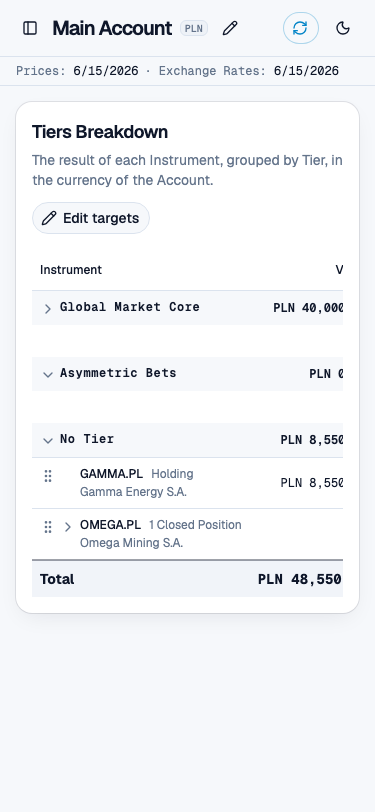 Main Account PLN
Prices: 6/15/2026 · Exchange Rates: 6/15/2026
Tiers Breakdown
The result of each Instrument, grouped by Tier, in
the currency of the Account.
Edit targets
Instrument V
Global Market Core PLN 40,000
Asymmetric Bets PLN 0
No Tier PLN 8,550
GAMMA.PL Holding PLN 8,550
Gamma Energy S.A.
OMEGA.PL 1 Closed Position
Omega Mining S.A.
Total PLN 48,550